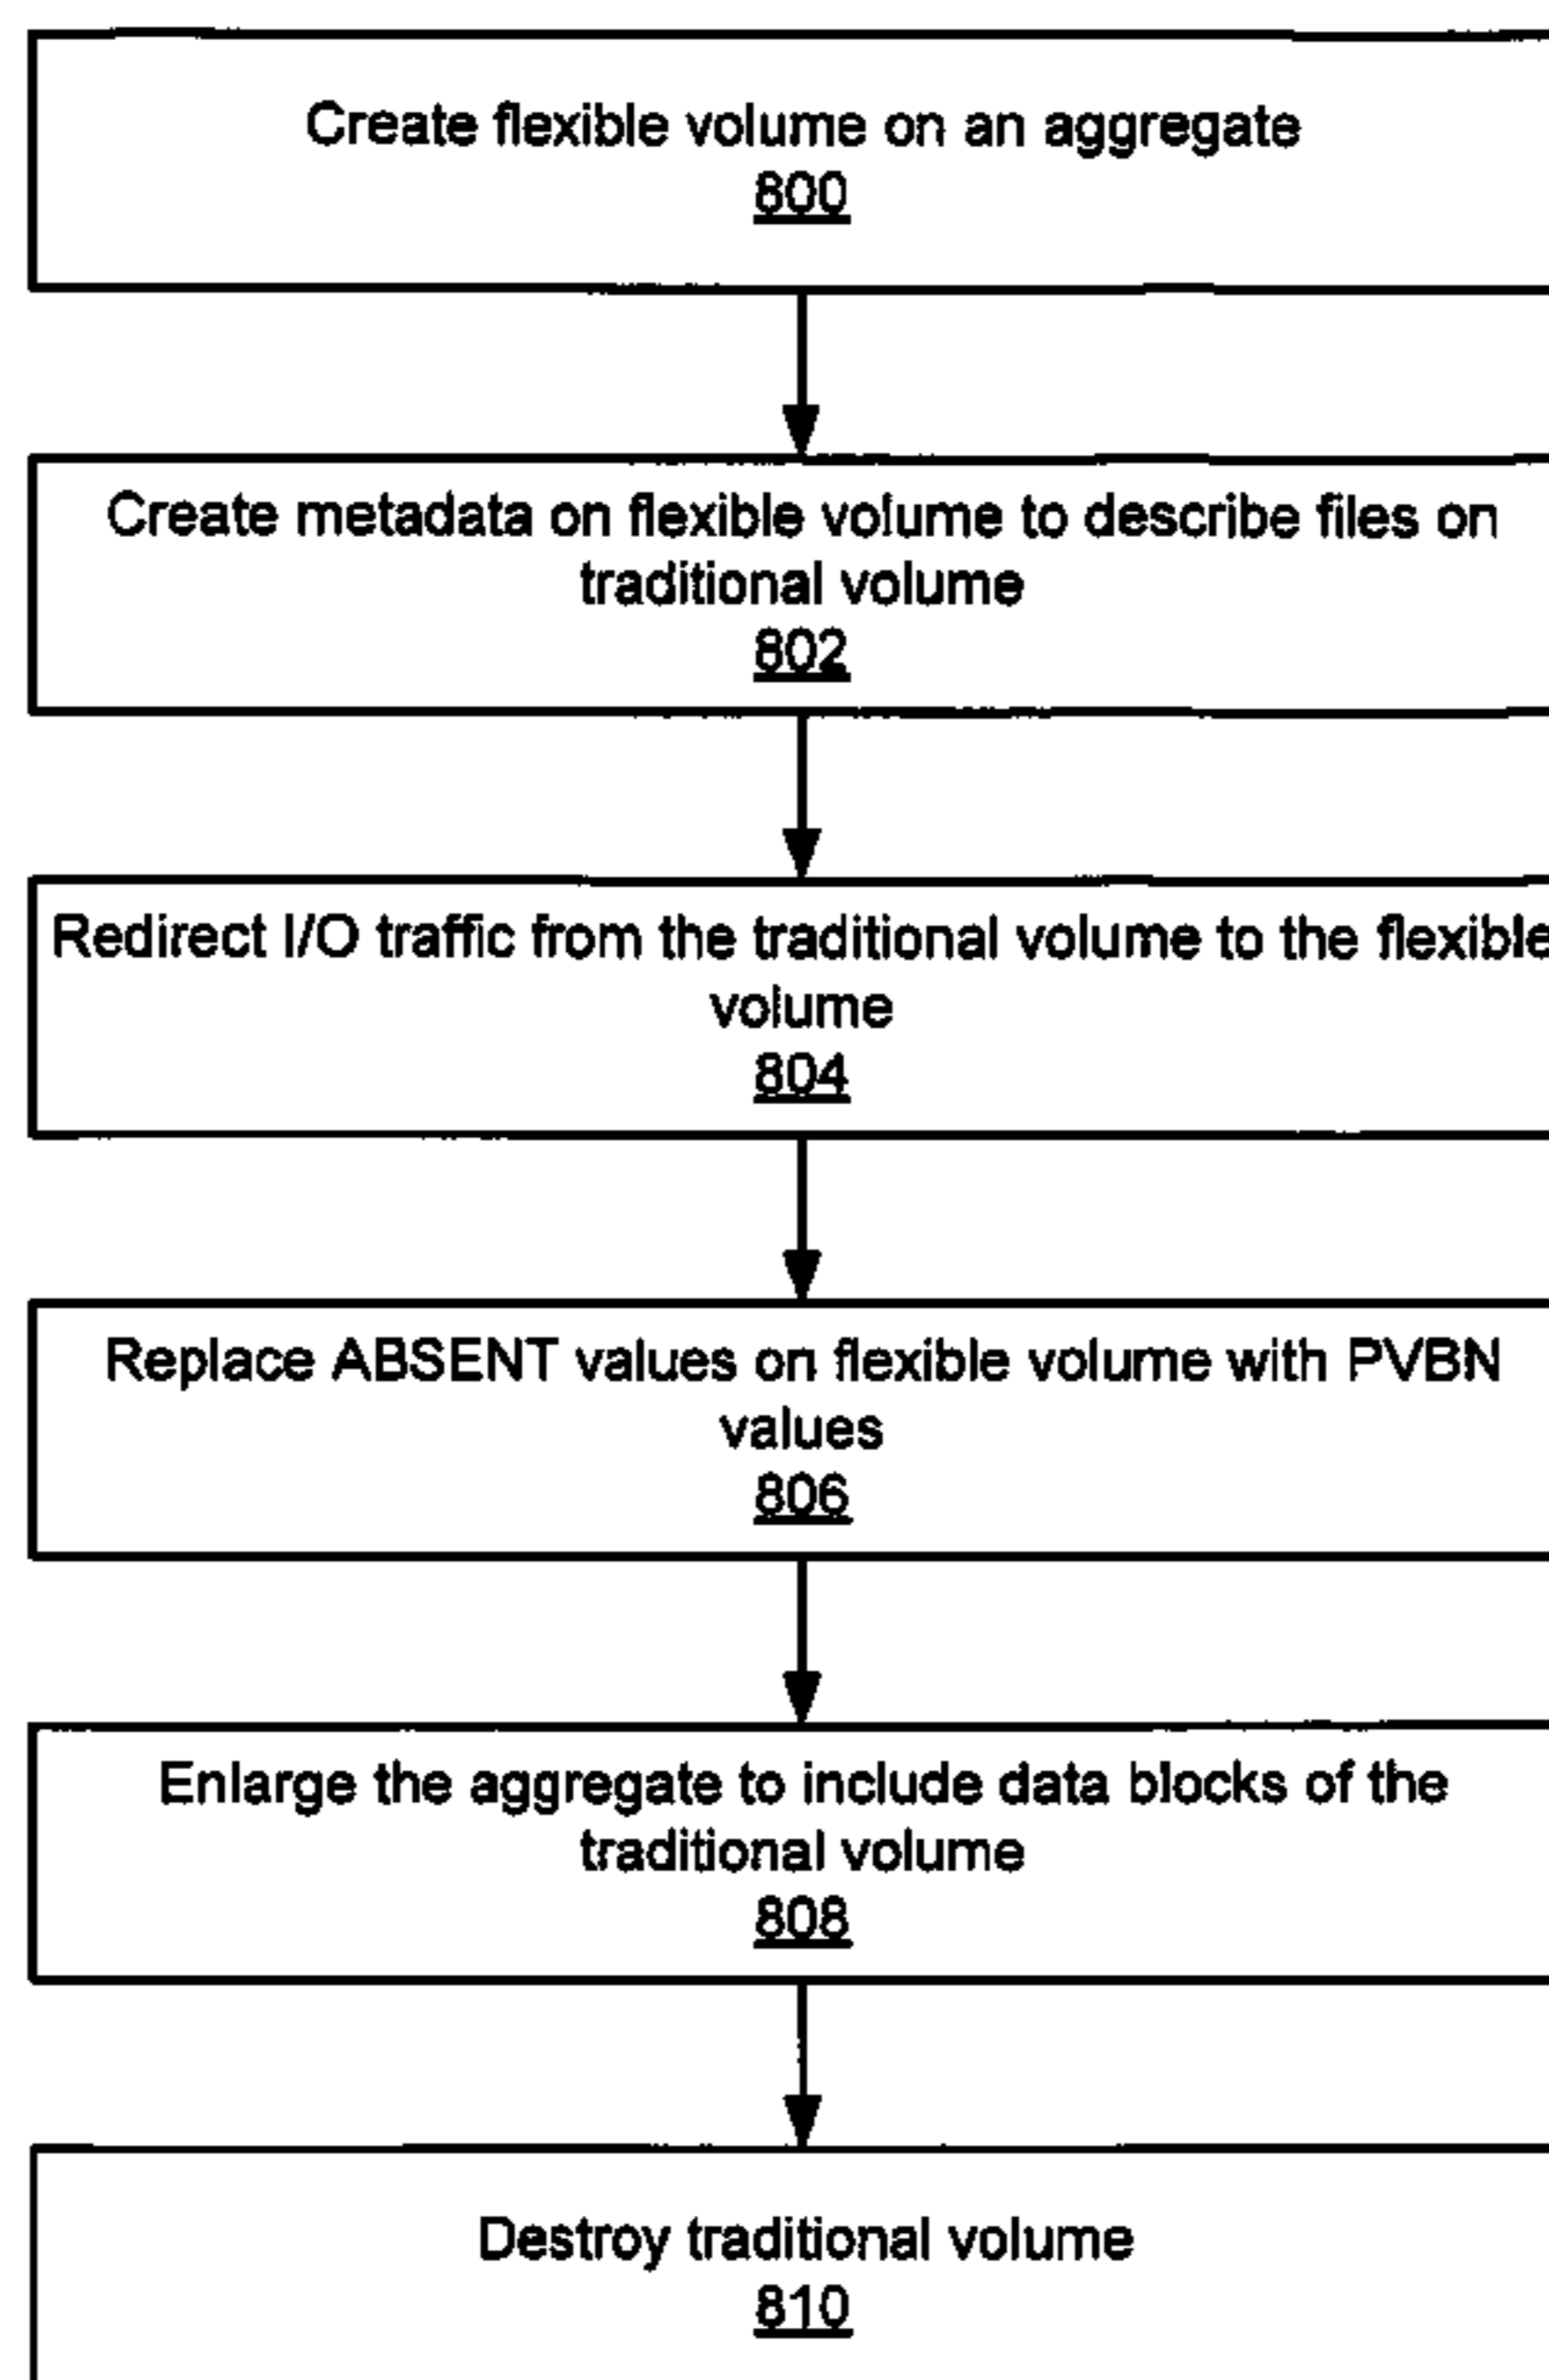 Create flexible volume on an aggregate
800
Create metadata on flexible volume to describe files on
traditional volume
802
Redirect I/O traffic from the traditional volume to the flexible
volume
804
Replace ABSENT values on flexible volume with PVBN
values
806
Enlarge the aggregate to include data blocks of the
traditional volume
808
Destroy traditional volume
810